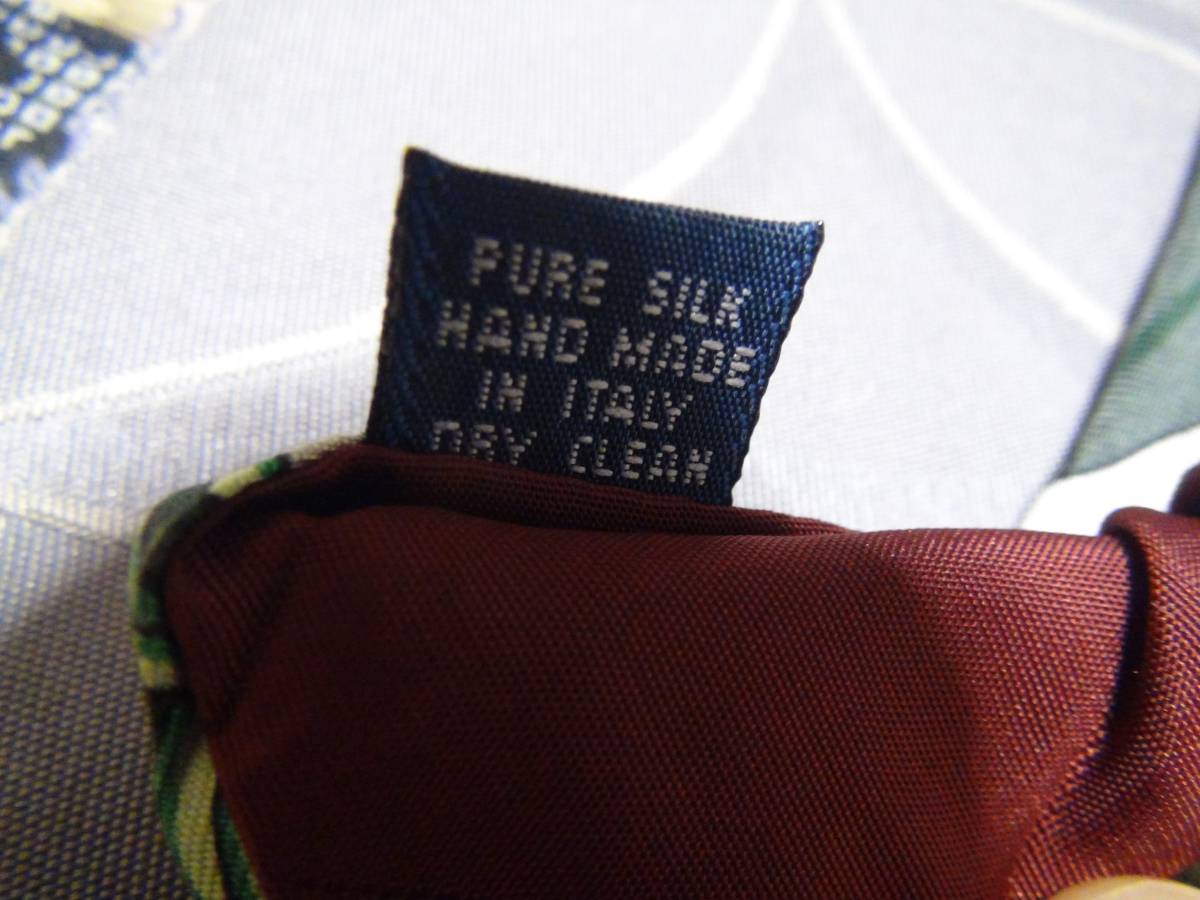 PURE SILK
HAND MADE
IN ITALY
DRY CLEAN